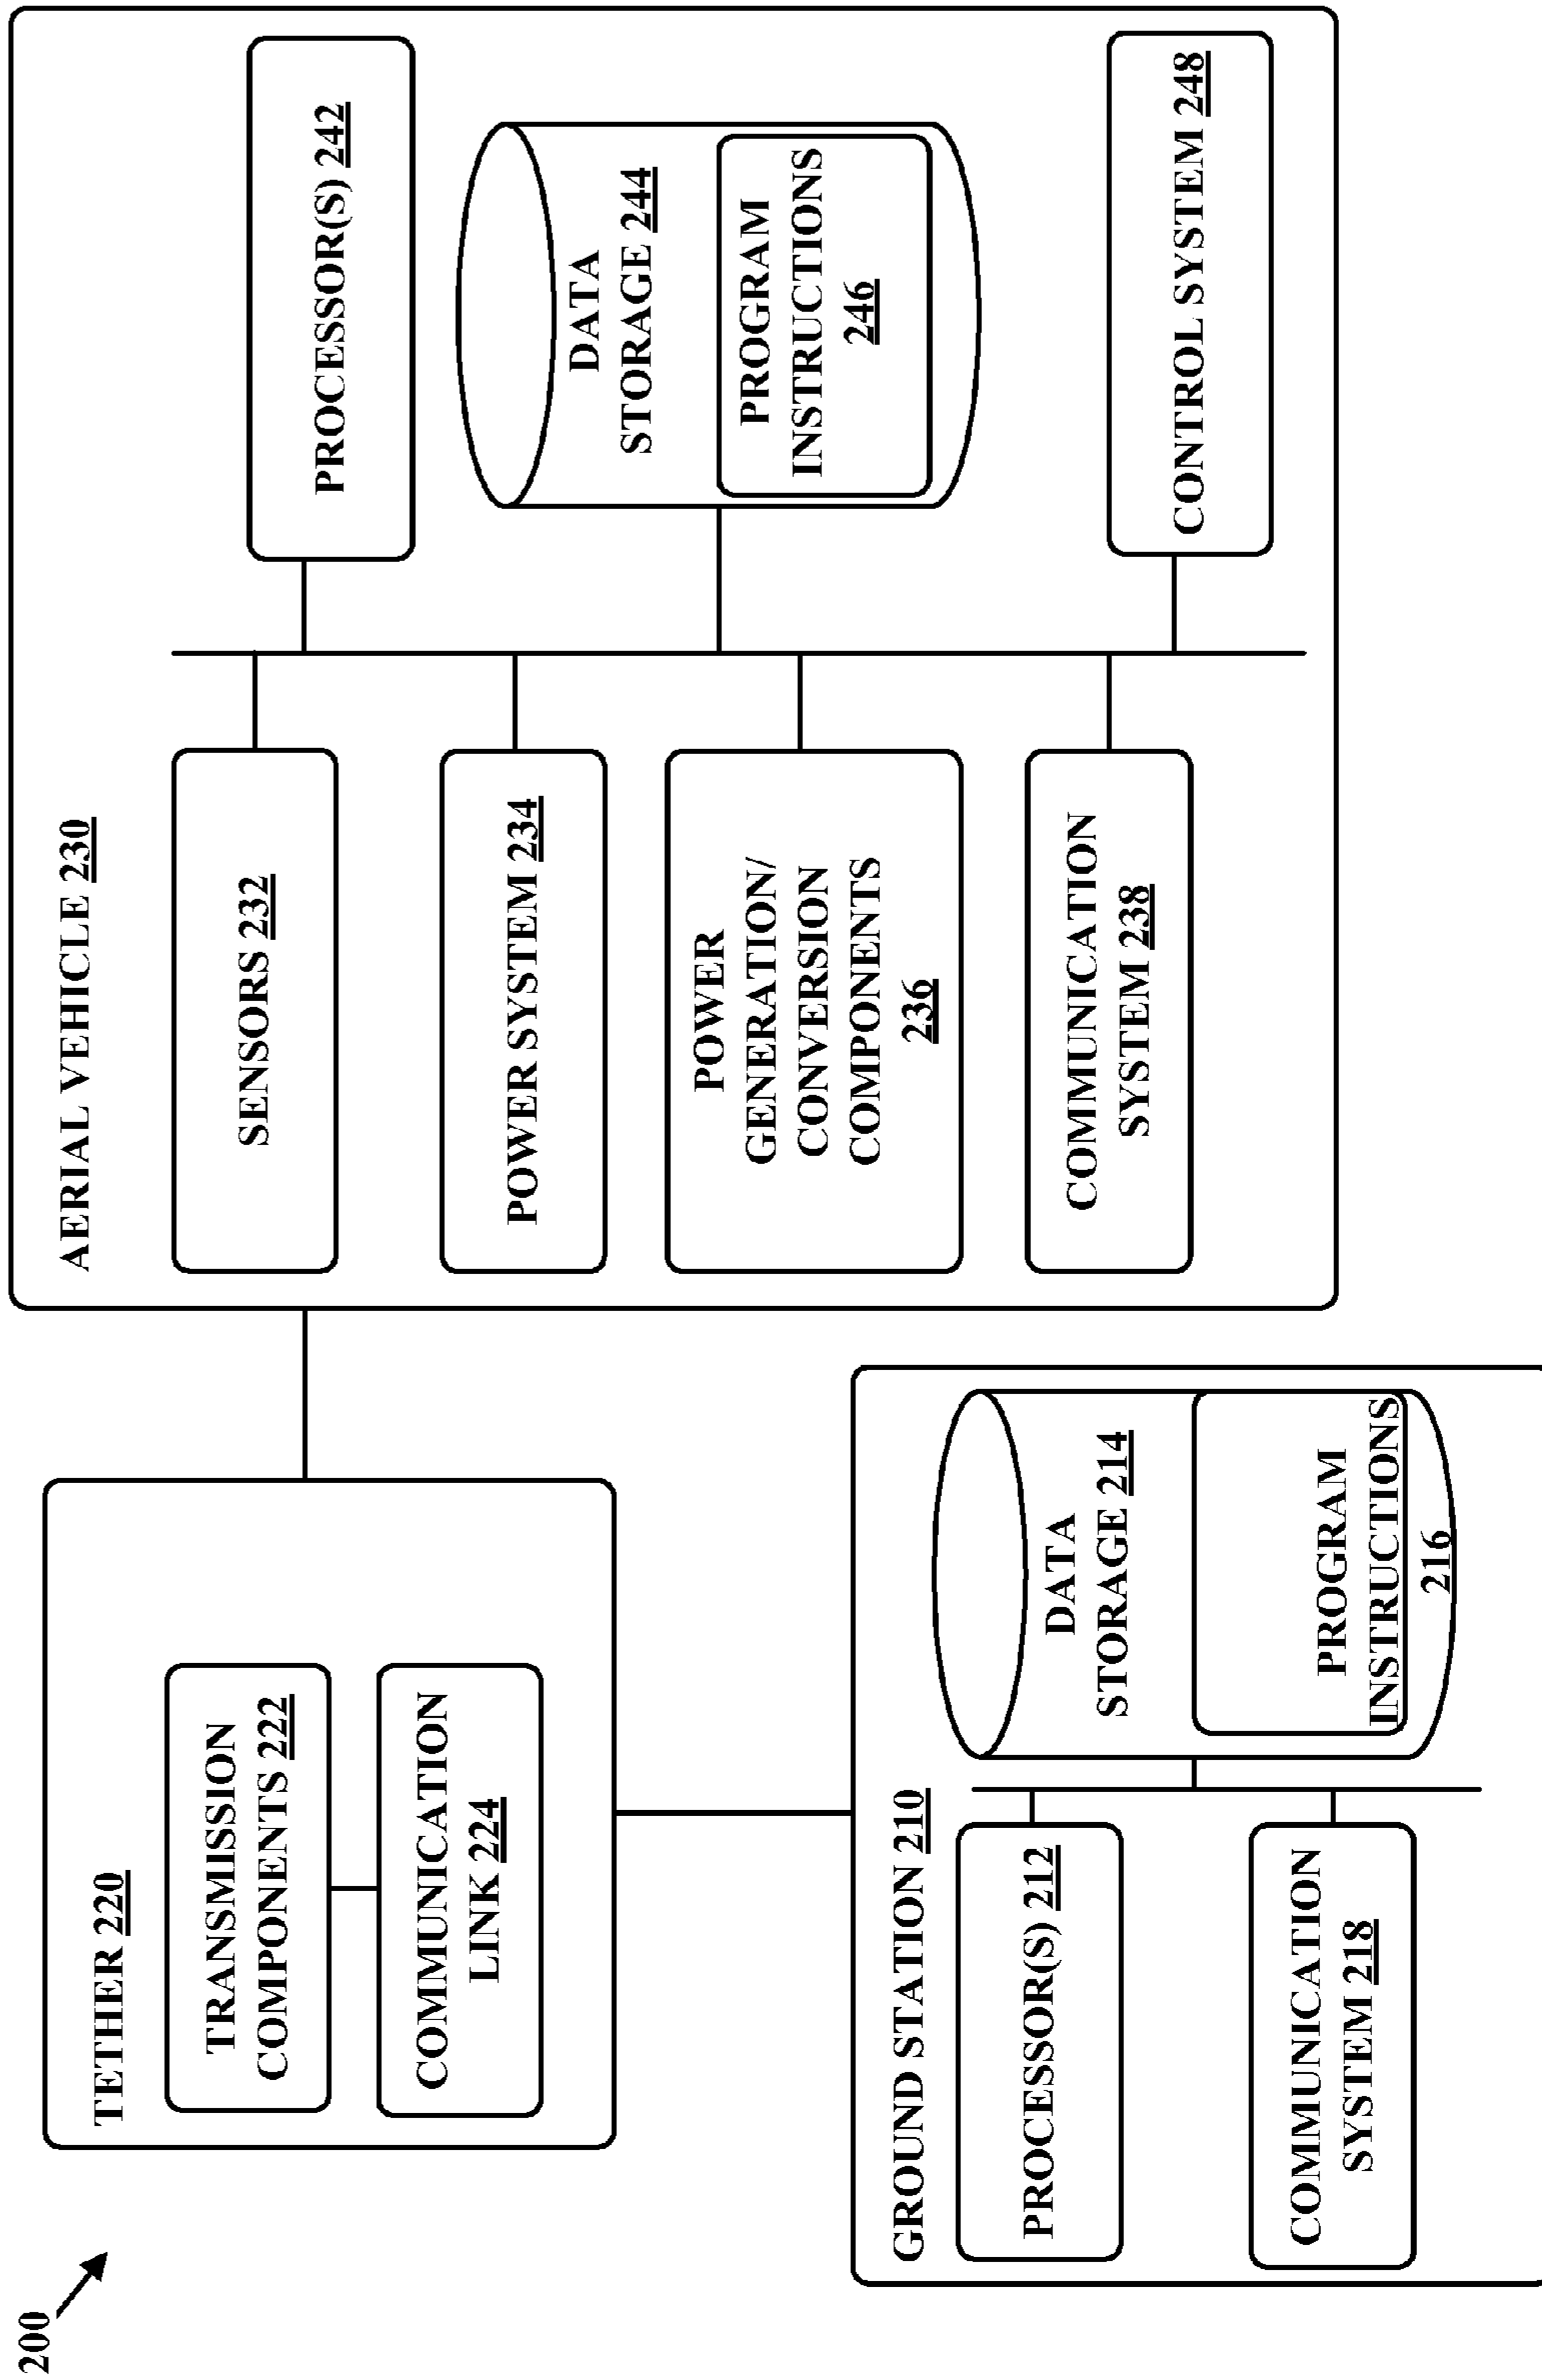 200
TETHER 220
TRANSMISSION
COMPONENTS 222
COMMUNICATION
LINK 224
GROUND STATION 210
PROCESSOR(S) 212
COMMUNICATION
SYSTEM 218
DATA
STORAGE 214
PROGRAM
INSTRUCTIONS
216
AERIAL VEHICLE 230
SENSORS 232
POWER SYSTEM 234
POWER
GENERATION/
CONVERSION
COMPONENTS
236
COMMUNICATION
SYSTEM 238
PROCESSOR(S) 242
DATA
STORAGE 244
PROGRAM
INSTRUCTIONS
246
CONTROL SYSTEM 248